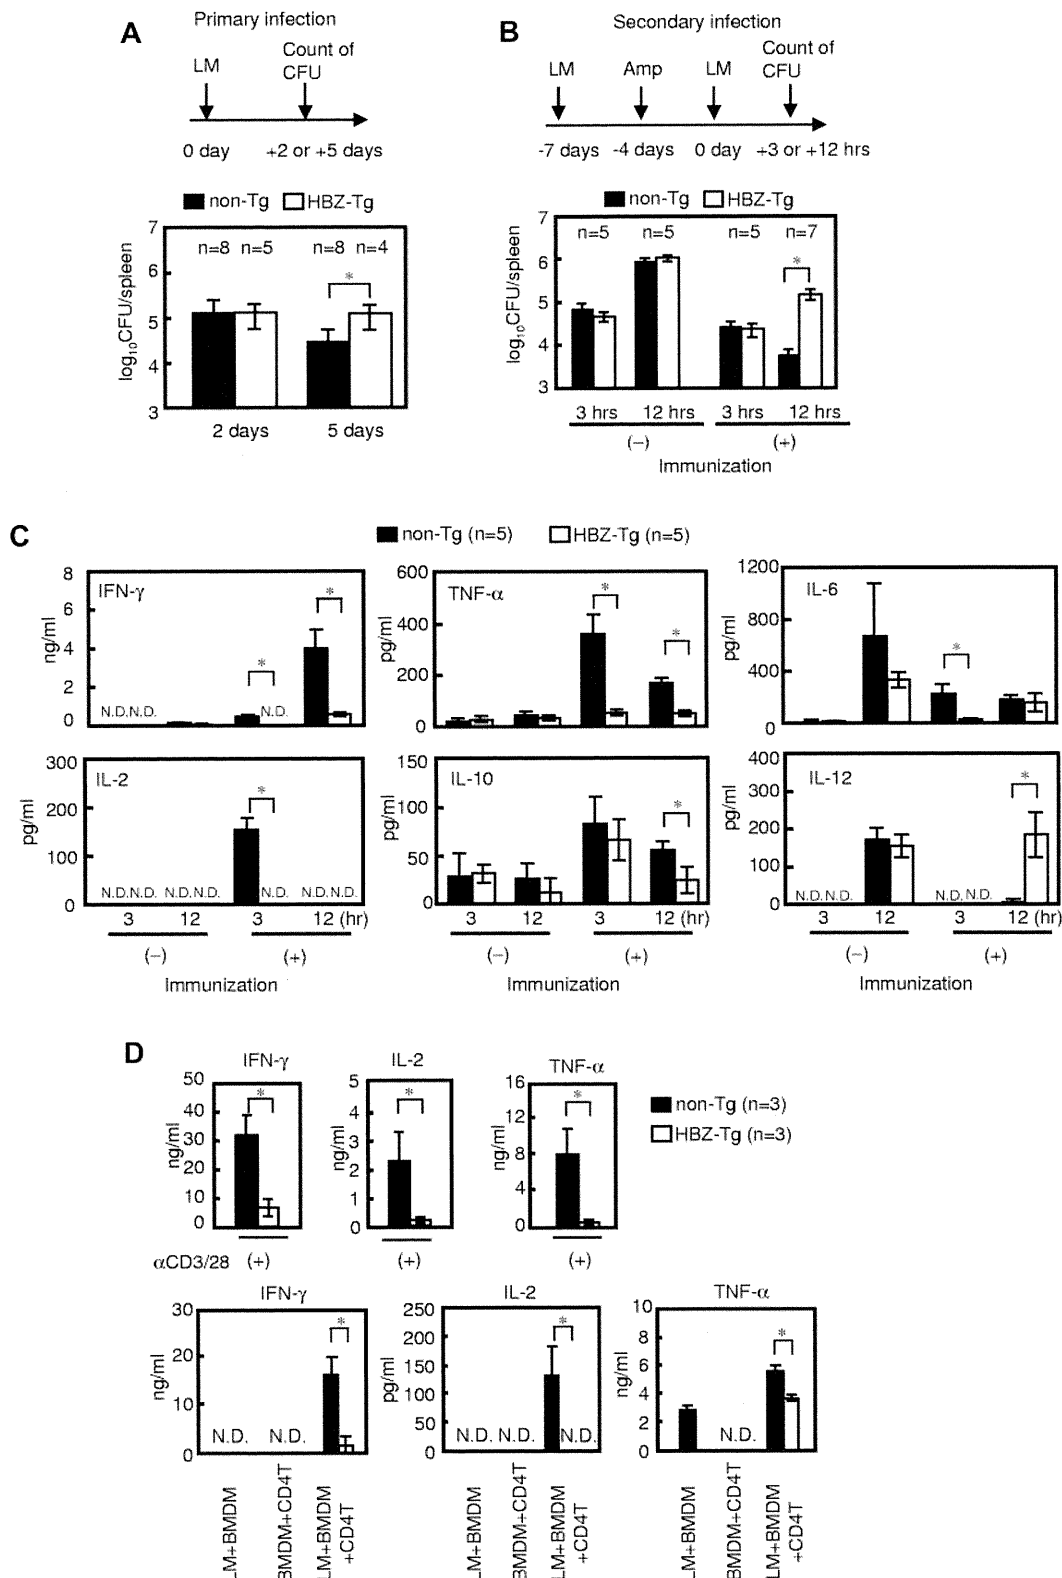 A
Primary infection
LM
Count of
CFU
0 day
+2 or +5 days
non-Tg
HBZ-Tg
log10CFU/spleen
7
6
5
4
3
n=8 n=5
n=8 n=4
*
2 days
5 days
B
Secondary infection
LM
Amp
LM
Count of
CFU
-7 days
-4 days
0 day
+3 or +12 hrs
non-Tg
HBZ-Tg
log10CFU/spleen
7
6
5
4
3
n=5
n=5
n=5
n=7
*
3 hrs
12 hrs
3 hrs
12 hrs
(−)
(+)
Immunization
C
non-Tg (n=5)
HBZ-Tg (n=5)
IFN-γ
ng/ml
8
6
4
2
0
N.D.N.D.
*
N.D.
*
TNF-α
pg/ml
600
400
200
0
*
*
IL-6
pg/ml
1200
800
400
0
*
IL-2
pg/ml
300
200
100
0
N.D.N.D.
N.D.N.D.
*
N.D.
N.D.N.D.
3
12
3
12 (hr)
(−)
(+)
Immunization
IL-10
pg/ml
150
100
50
0
*
3
12
3
12 (hr)
(−)
(+)
Immunization
IL-12
pg/ml
400
300
200
100
0
N.D.N.D.
N.D.N.D.
*
3
12
3
12 (hr)
(−)
(+)
Immunization
D
IFN-γ
ng/ml
50
40
30
20
10
0
*
(+)
IL-2
ng/ml
5
4
3
2
1
0
*
(+)
TNF-α
ng/ml
16
12
8
4
0
*
(+)
non-Tg (n=3)
HBZ-Tg (n=3)
αCD3/28
IFN-γ
ng/ml
30
20
10
0
N.D.
N.D.
*
LM+BMDM
BMDM+CD4T
LM+BMDM
+CD4T
IL-2
pg/ml
250
200
150
100
50
0
N.D.
N.D.
*
N.D.
LM+BMDM
BMDM+CD4T
LM+BMDM
+CD4T
TNF-α
ng/ml
10
8
6
4
2
0
N.D.
*
LM+BMDM
BMDM+CD4T
LM+BMDM
+CD4T